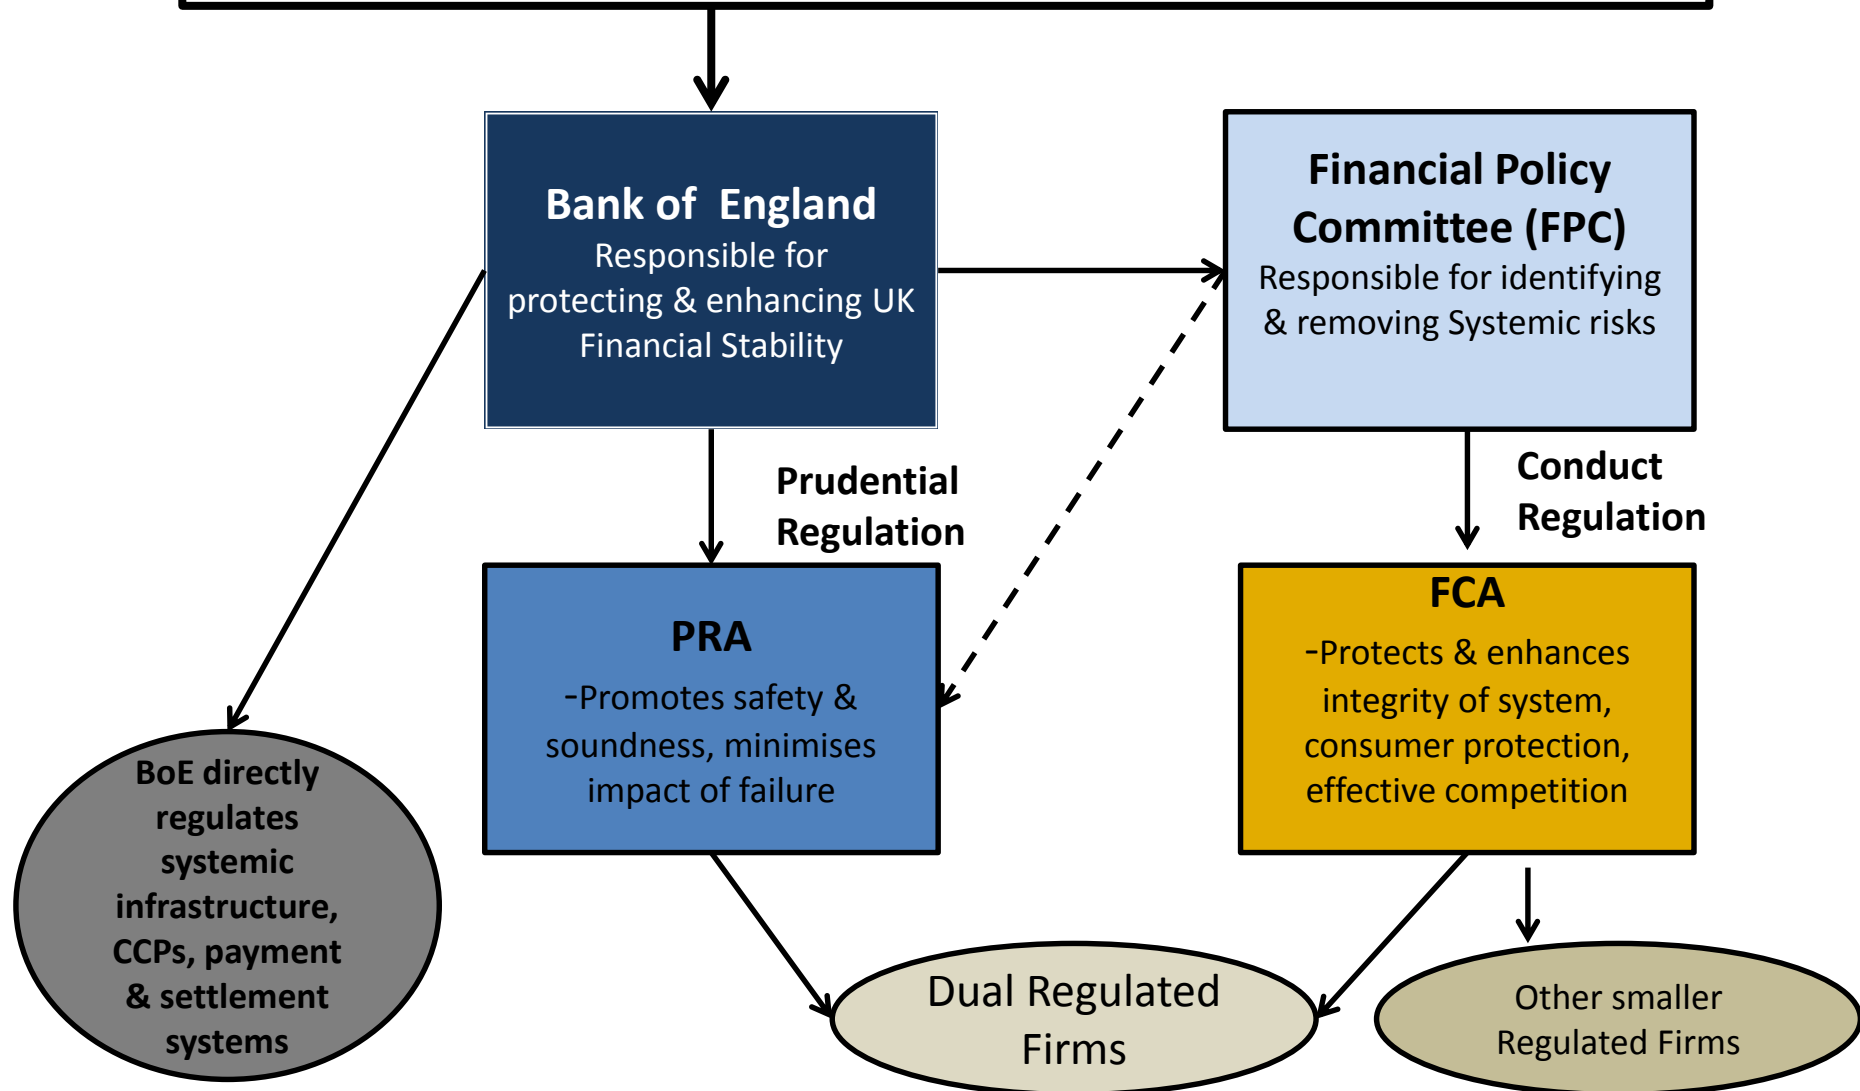 Bank of  England
Responsible for
protecting & enhancing UK
Financial Stability
Financial Policy
Committee (FPC)
Responsible for identifying
& removing Systemic risks
Prudential
Regulation
Conduct
Regulation
PRA
-Promotes safety &
soundness, minimises
impact of failure
FCA
-Protects & enhances
integrity of system,
consumer protection,
effective competition
BoE directly
regulates
systemic
infrastructure,
CCPs, payment
& settlement
systems
Dual Regulated
Firms
Other smaller
Regulated Firms